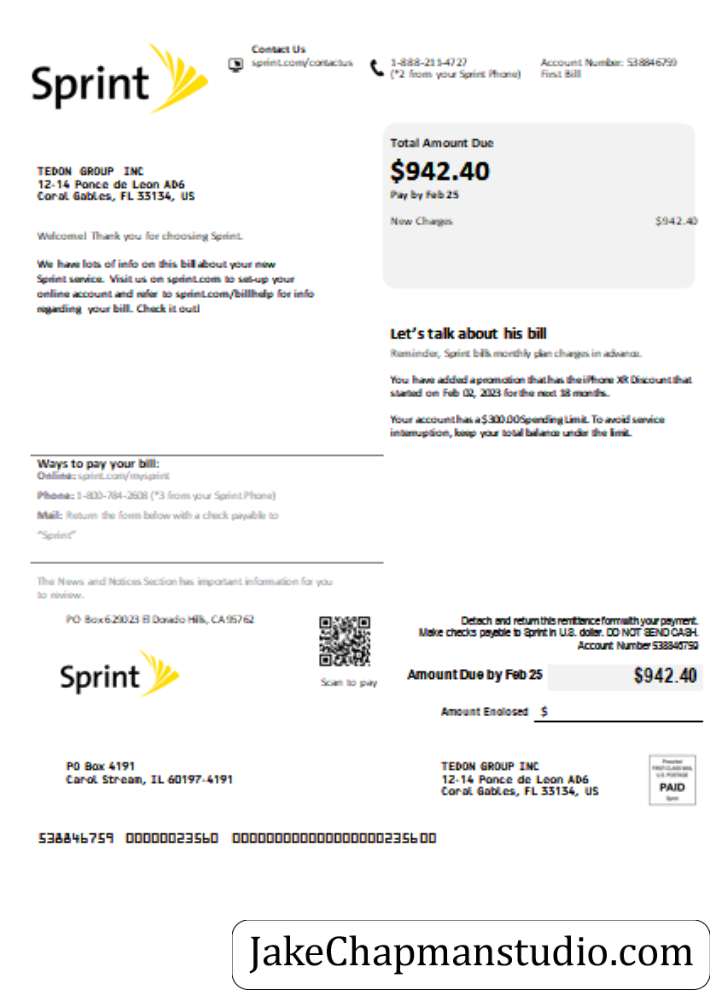 Sprint
Contact Us
sprint.com/contactus
1-888-211-4727
(*2 from your Sprint Phone)
Account Number: 538846759
First Bill
TEDON GROUP INC
12-14 Ponce de Leon AD6
Coral Gables, FL 33134, US
Total Amount Due
$942.40
Pay by Feb 25
New Charges $942.40
Welcome! Thank you for choosing Sprint.
We have lots of info on this bill about your new
Sprint service. Visit us on sprint.com to set-up your
online account and refer to sprint.com/billhelp for info
regarding your bill. Check it out!
Let's talk about his bill
Reminder, Sprint bills monthly plan charges in advance.
You have added a promotion that has the iPhone XR Discount that
started on Feb 02, 2023 for the next 18 months.
Your account has a $300.00 Spending Limit. To avoid service
interruption, keep your total balance under the limit.
Ways to pay your bill:
Online: sprint.com/mysprint
Phone: 1-800-784-2608 (*3 from your Sprint Phone)
Mail: Return the form below with a check payable to
"Sprint"
The News and Notices Section has important information for you
to review.
PO Box 629023 El Dorado Hills, CA 95762
Sprint
Scan to pay
Detach and return this remittance form with your payment.
Make checks payable to Sprint in U.S. dollar. DO NOT SEND CASH.
Account Number 538846759
Amount Due by Feb 25 $942.40
Amount Enclosed $
PO Box 4191
Carol Stream, IL 60197-4191
TEDON GROUP INC
12-14 Ponce de Leon AD6
Coral Gables, FL 33134, US
Presorted
FIRST-CLASS MAIL
U.S. POSTAGE
PAID
Sprint
538846759 00000023560 00000000000000000000235600
JakeChapmanstudio.com